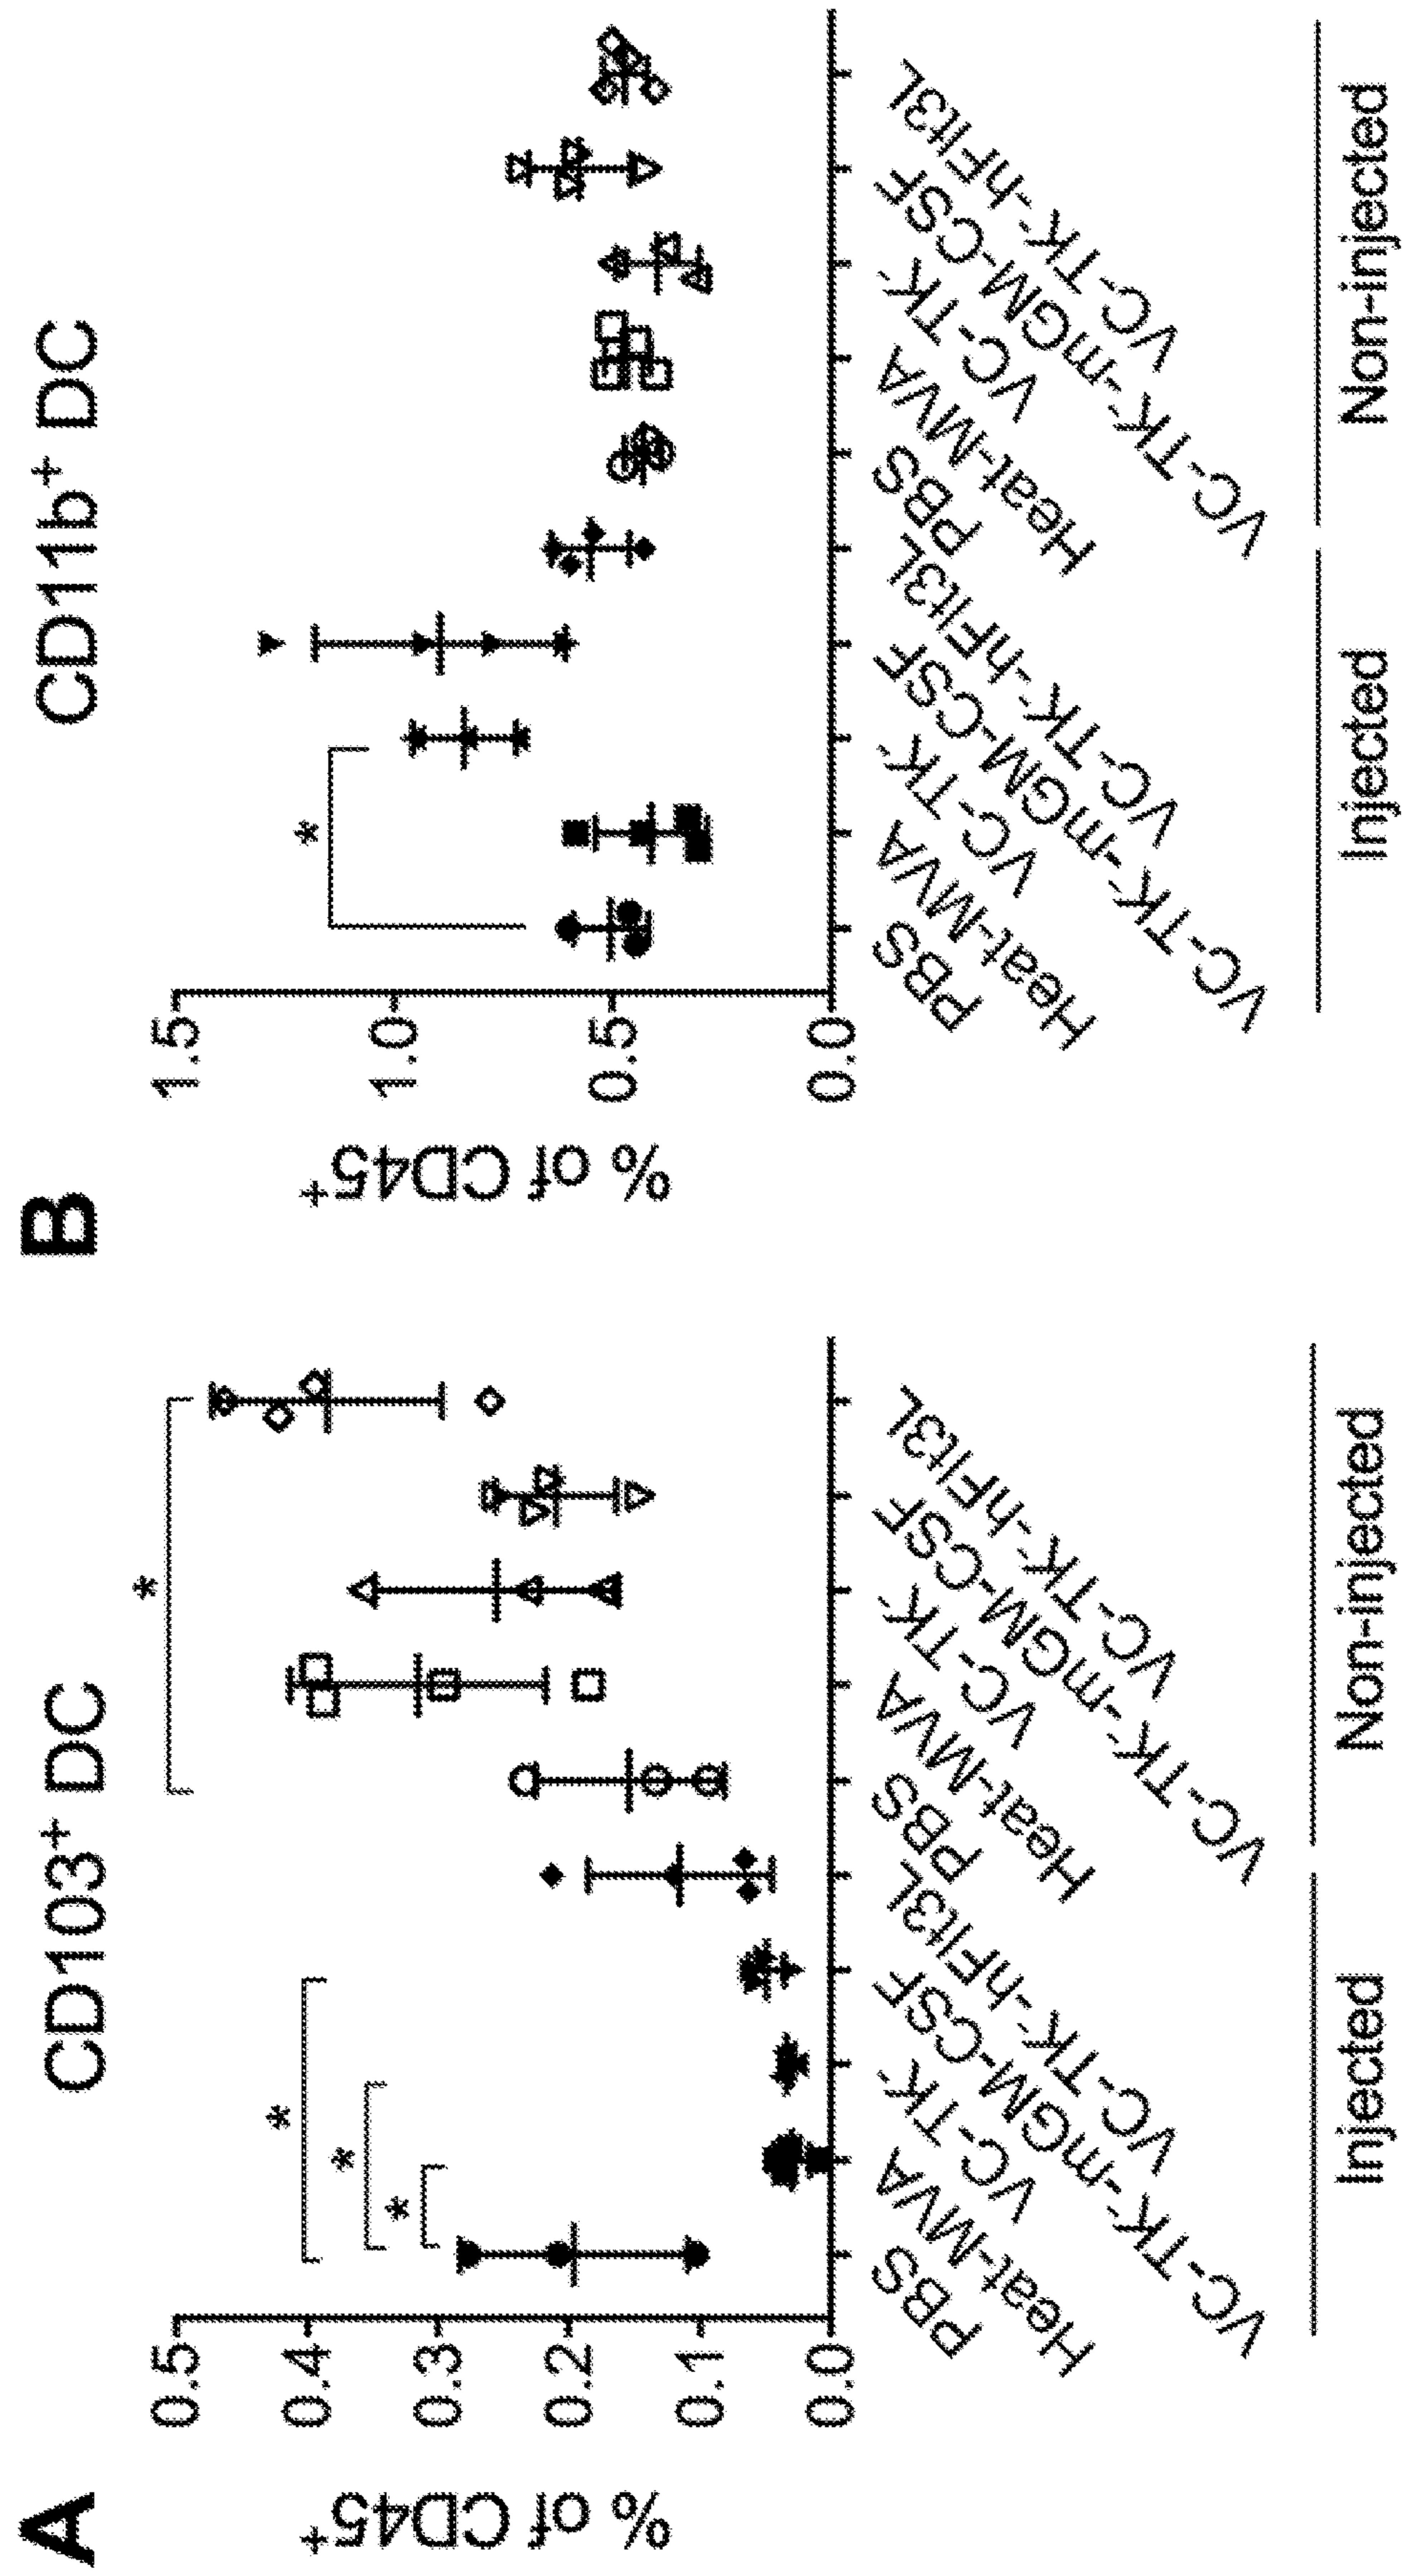 A
CD103⁺ DC
% of CD45⁺
0.5
0.4
0.3
0.2
0.1
0.0
*
*
*
*
PBS
Heat-MVA
VC-TK⁻
VC-TK⁻-mGM-CSF
VC-TK⁻-hFlt3L
PBS
Heat-MVA
VC-TK⁻
VC-TK⁻-mGM-CSF
VC-TK⁻-hFlt3L
Injected
Non-injected
B
CD11b⁺ DC
% of CD45⁺
1.5
1.0
0.5
0.0
*
PBS
Heat-MVA
VC-TK⁻
VC-TK⁻-mGM-CSF
VC-TK⁻-hFlt3L
PBS
Heat-MVA
VC-TK⁻
VC-TK⁻-mGM-CSF
VC-TK⁻-hFlt3L
Injected
Non-injected